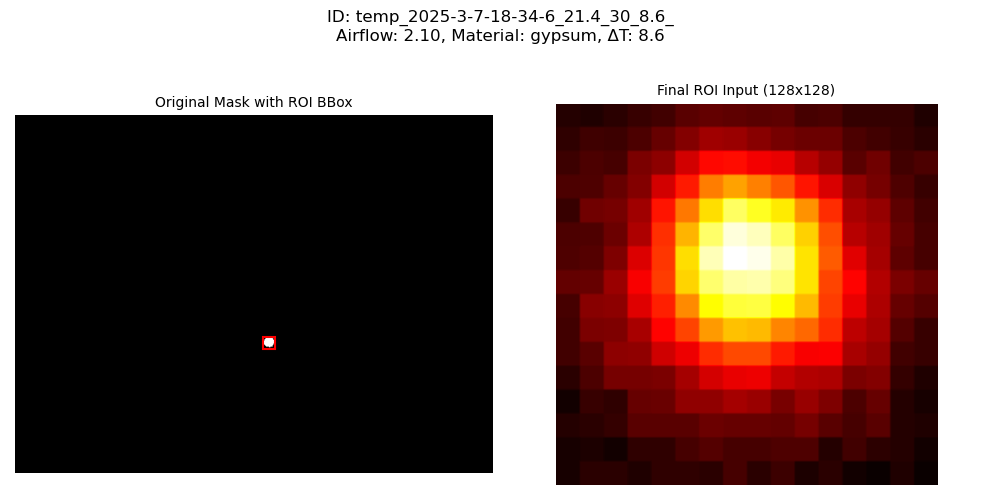 ID: temp_2025-3-7-18-34-6_21.4_30_8.6_
Airflow: 2.10, Material: gypsum, ΔT: 8.6
Original Mask with ROI BBox
Final ROI Input (128x128)